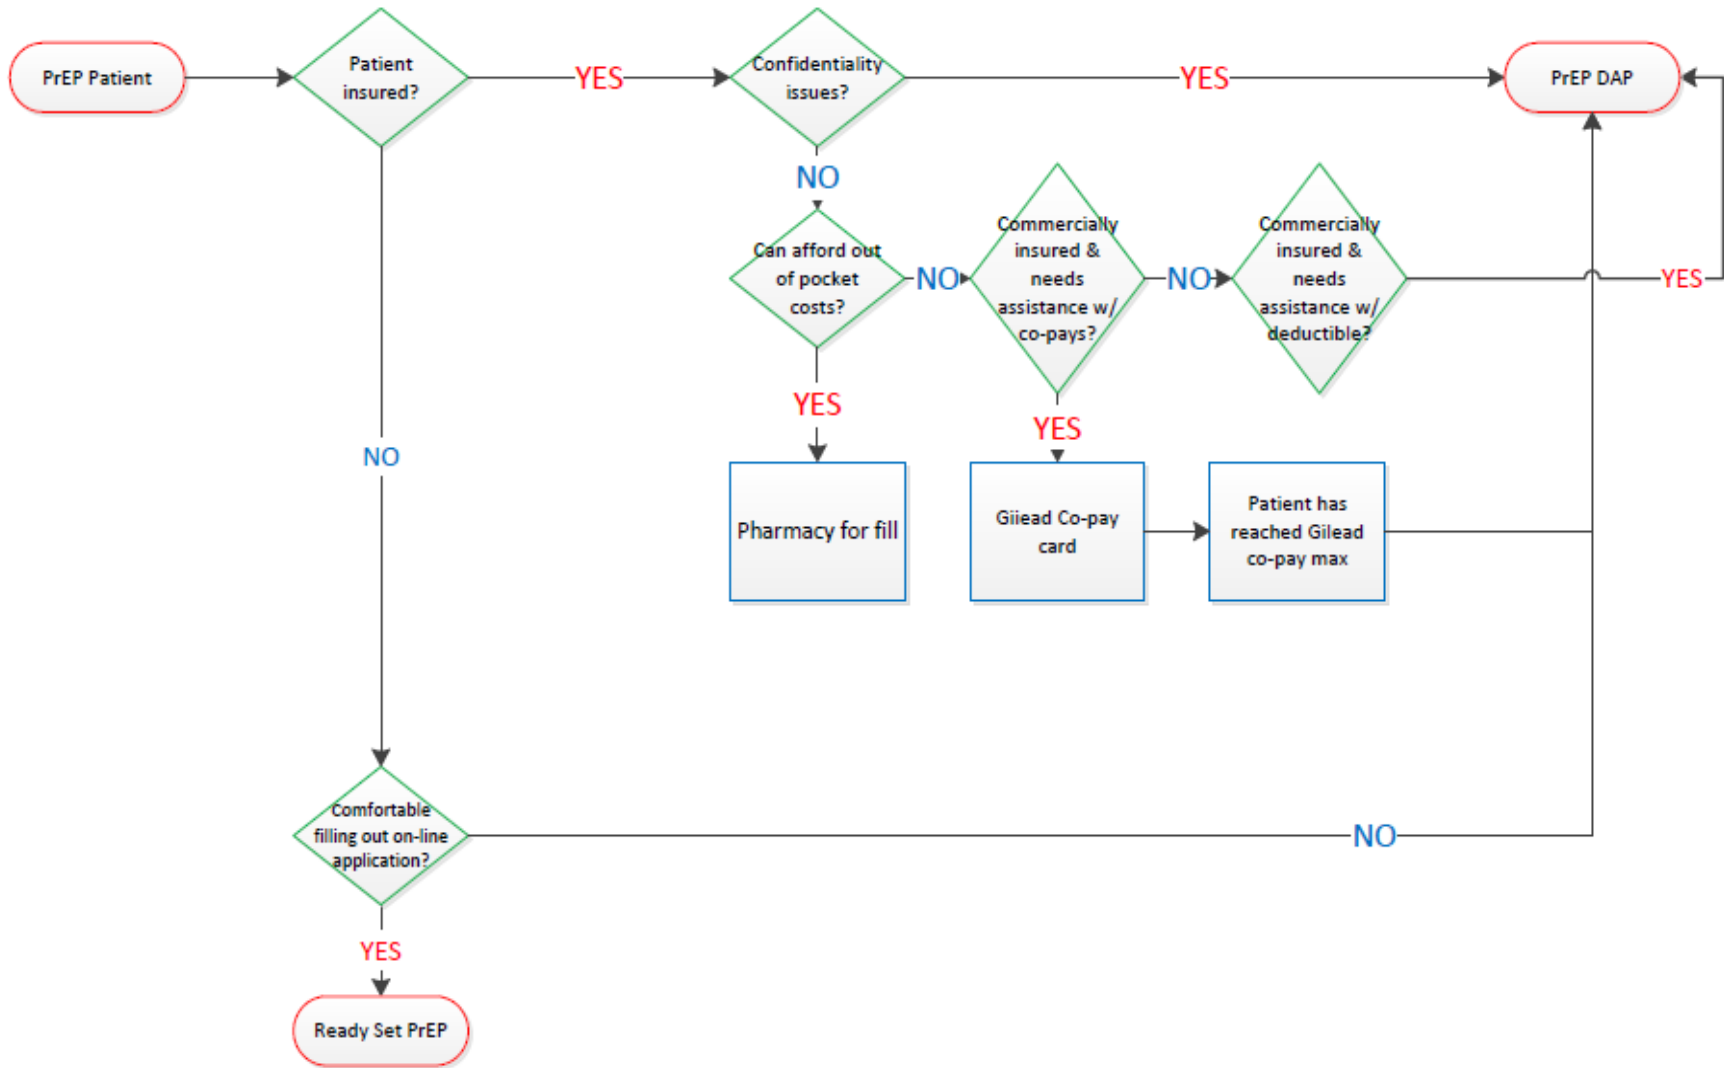 PrEP Patient
Patient
insured?
YES
Confidentiality
issues?
YES
PrEP DAP
NO
Can afford out
of pocket
costs?
NO
Commercially
insured &
needs
assistance w/
co-pays?
NO
Commercially
insured &
needs
assistance w/
deductible?
YES
YES
YES
NO
Pharmacy for fill
Giiead Co-pay
card
Patient has
reached Gilead
co-pay max
Comfortable
filling out on-line
application?
NO
YES
Ready Set PrEP